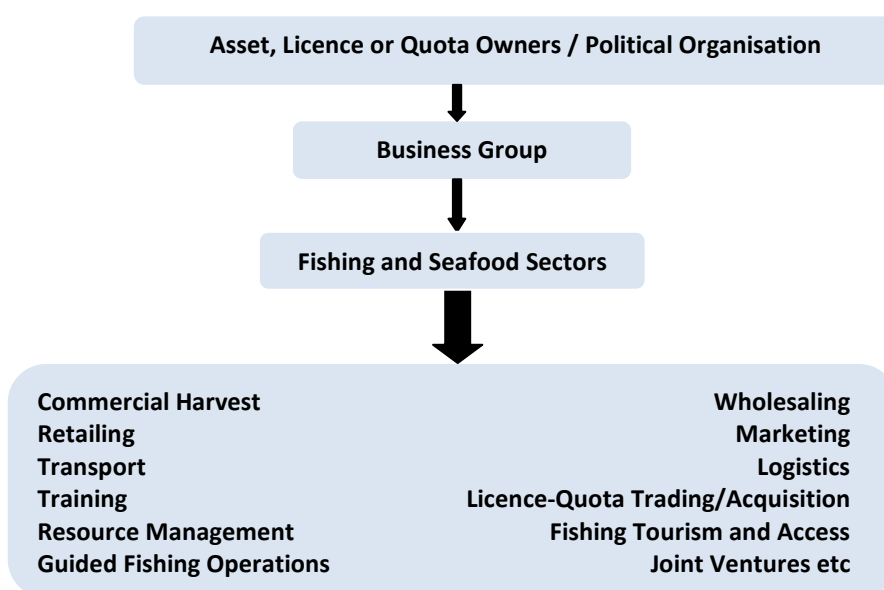 Asset, Licence or Quota Owners / Political Organisation
Business Group
Fishing and Seafood Sectors
Commercial Harvest
Retailing
Transport
Training
Resource Management
Guided Fishing Operations
Wholesaling
Marketing
Logistics
Licence-Quota Trading/Acquisition
Fishing Tourism and Access
Joint Ventures etc